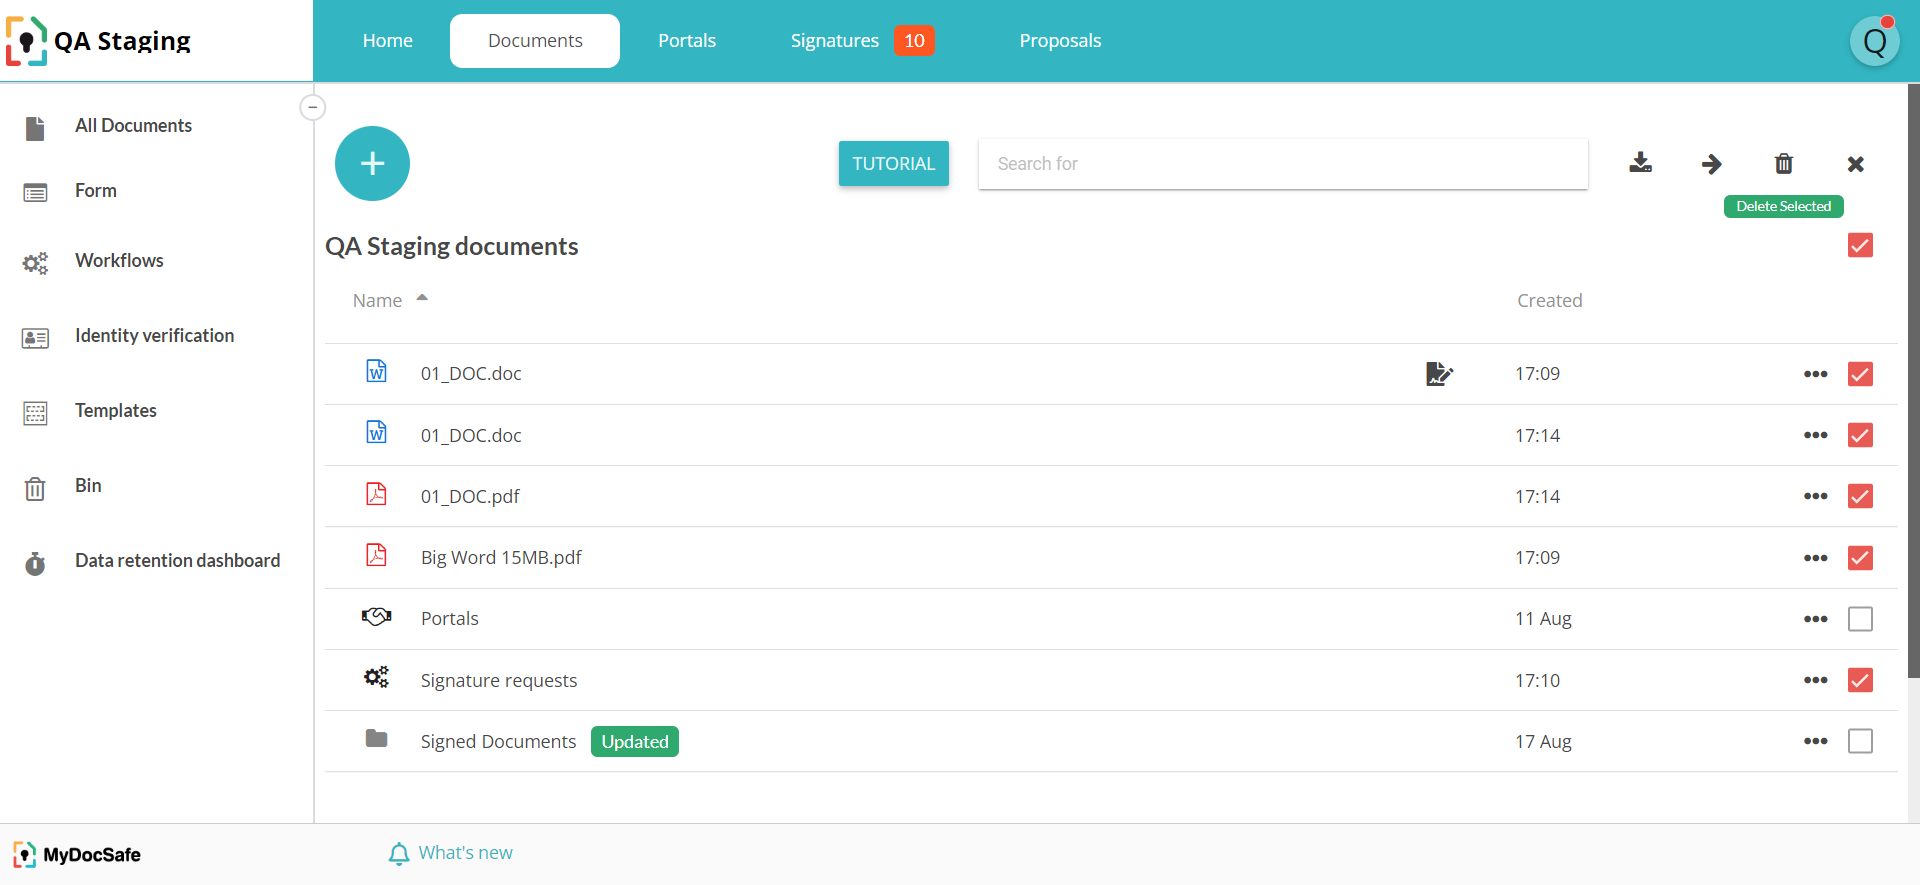 QA Staging
Home
Documents
Portals
Signatures 10
Proposals
Q
All Documents
Form
Workflows
Identity verification
Templates
Bin
Data retention dashboard
TUTORIAL
Search for
Delete Selected
QA Staging documents
Name
Created
01_DOC.doc 17:09
01_DOC.doc 17:14
01_DOC.pdf 17:14
Big Word 15MB.pdf 17:09
Portals 11 Aug
Signature requests 17:10
Signed Documents Updated 17 Aug
MyDocSafe
What's new